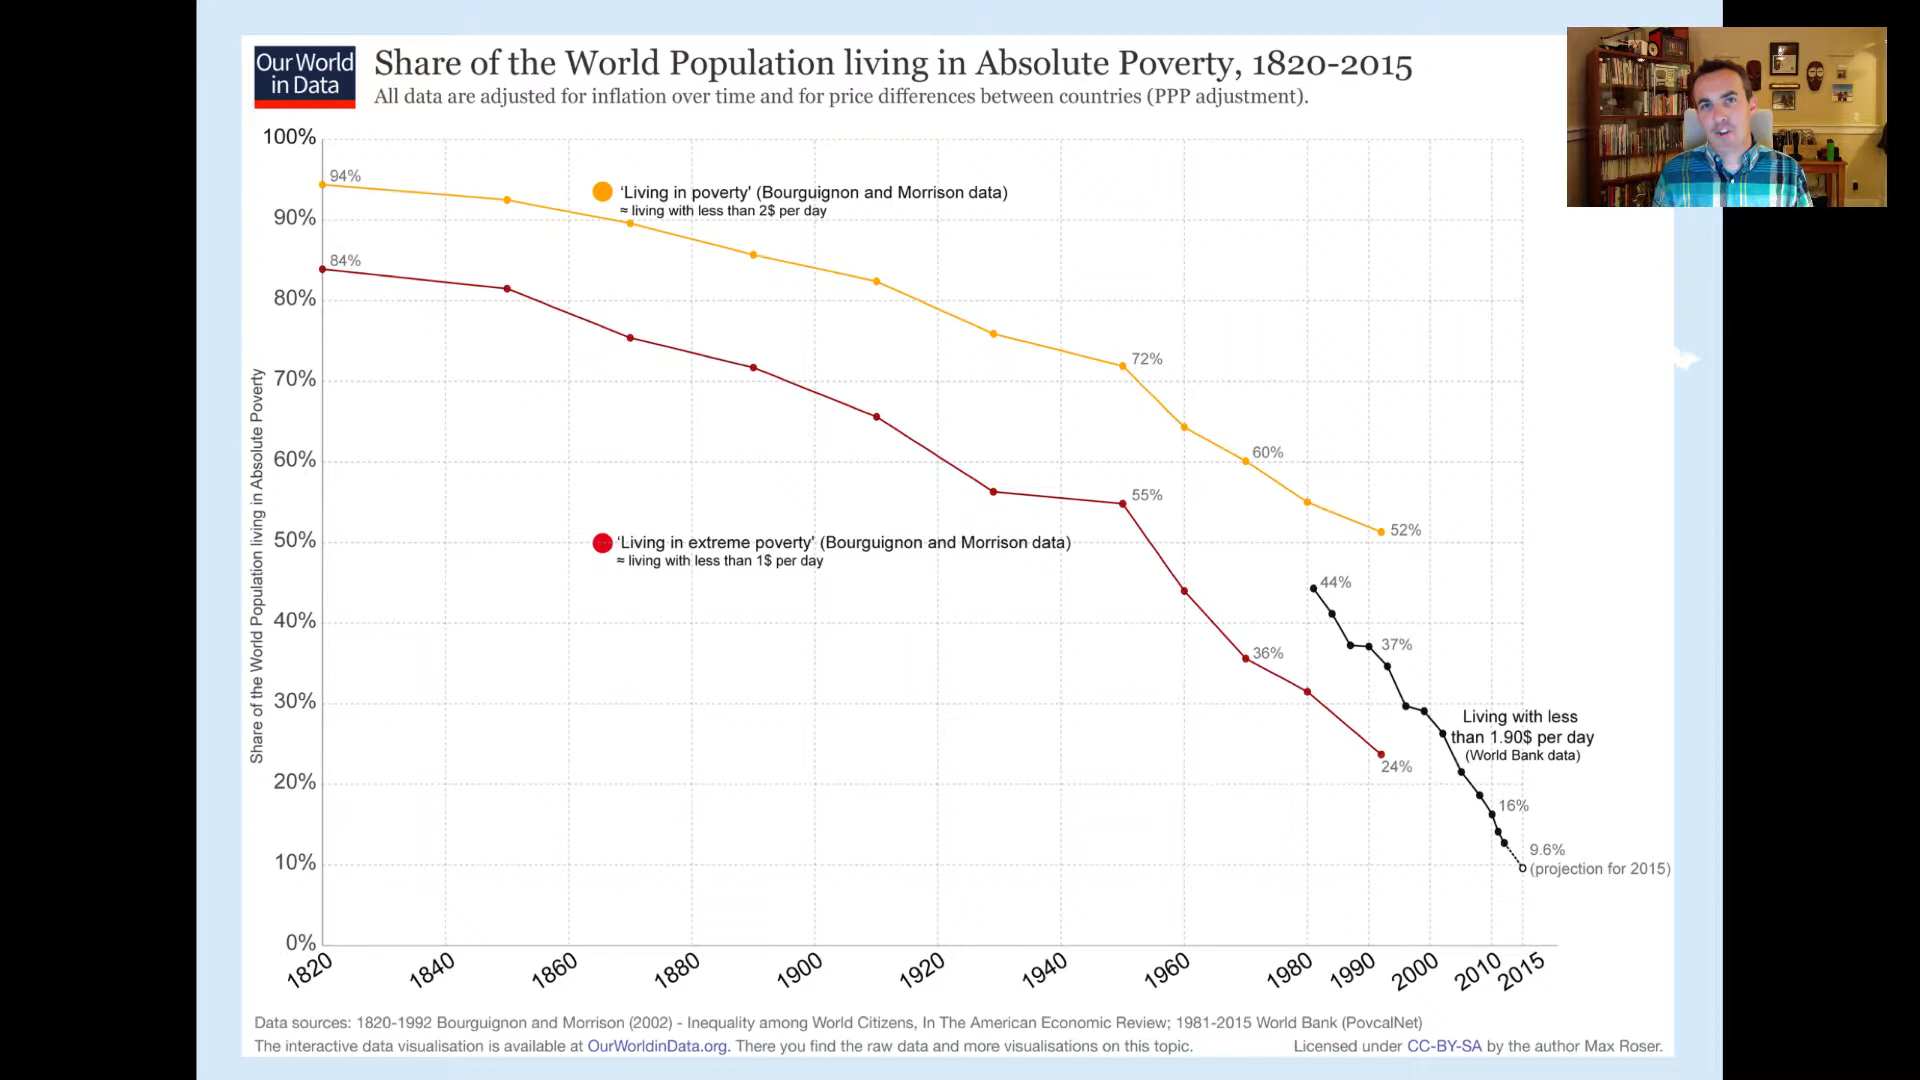 Our World
in Data
Share of the World Population living in Absolute Poverty, 1820-2015
All data are adjusted for inflation over time and for price differences between countries (PPP adjustment).
100%
90%
80%
70%
60%
50%
40%
30%
20%
10%
0%
Share of the World Population living in Absolute Poverty
94%
'Living in poverty' (Bourguignon and Morrison data)
≈ living with less than 2$ per day
84%
72%
60%
55%
52%
'Living in extreme poverty' (Bourguignon and Morrison data)
≈ living with less than 1$ per day
44%
37%
36%
Living with less
than 1.90$ per day
(World Bank data)
24%
16%
9.6%
(projection for 2015)
1820
1840
1860
1880
1900
1920
1940
1960
1980
1990
2000
2010
2015
Data sources: 1820-1992 Bourguignon and Morrison (2002) - Inequality among World Citizens, In The American Economic Review; 1981-2015 World Bank (PovcalNet)
The interactive data visualisation is available at OurWorldinData.org. There you find the raw data and more visualisations on this topic.
Licensed under CC-BY-SA by the author Max Roser.